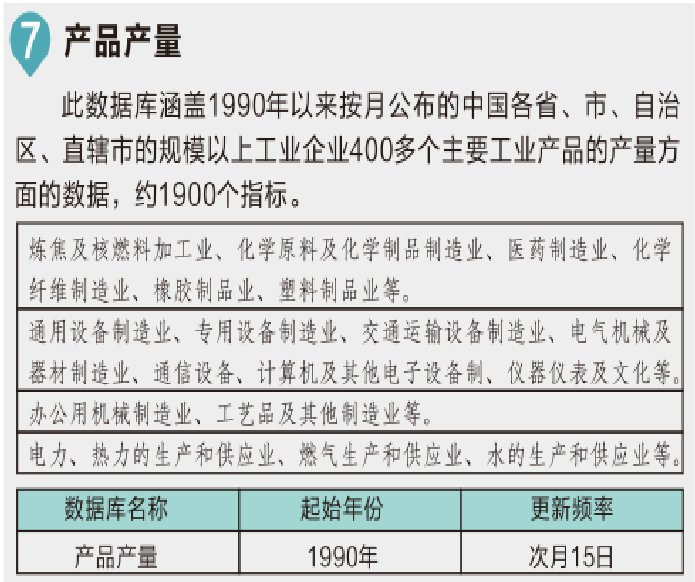 7 产品产量
此数据库涵盖1990年以来按月公布的中国各省、市、自治
区、直辖市的规模以上工业企业400多个主要工业产品的产量方
面的数据，约1900个指标。
炼焦及核燃料加工业、化学原料及化学制品制造业、医药制造业、化学
纤维制造业、橡胶制品业、塑料制品业等。
通用设备制造业、专用设备制造业、交通运输设备制造业、电气机械及
器材制造业、通信设备、计算机及其他电子设备制、仪器仪表及文化等。
办公用机械制造业、工艺品及其他制造业等。
电力、热力的生产和供应业、燃气生产和供应业、水的生产和供应业等。
数据库名称 起始年份 更新频率
产品产量 1990年 次月15日